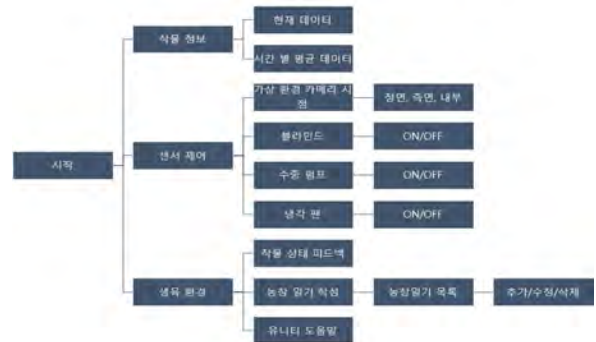 현재 데이터
작물 정보
시간 별 평균 데이터
가상 환경 카메라 시
점
정면, 측면, 내부
블라인드
ON/OFF
시작
센서 제어
수중 펌프
ON/OFF
냉각 팬
ON/OFF
작물 상태 피드백
생육 환경
농장 일기 작성
농장일기 목록
추가/수정/삭제
유니티 도움말